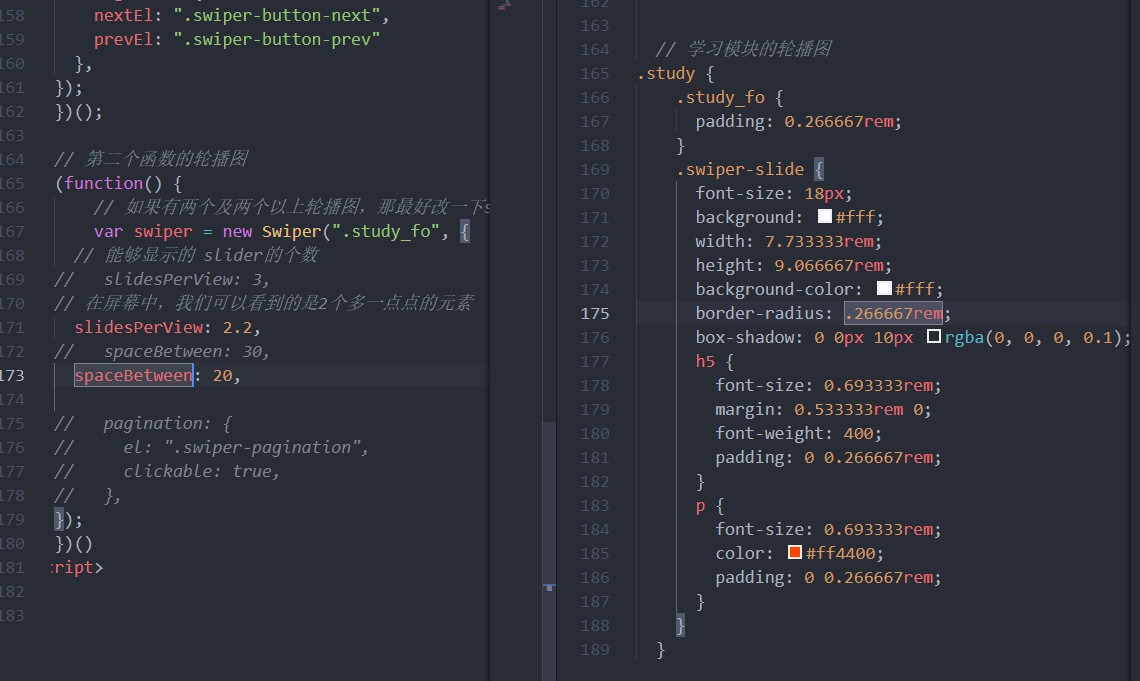 158 nextEl: ".swiper-button-next",
159 prevEl: ".swiper-button-prev"
160 },
161 });
162 })();
163
164 // 第二个函数的轮播图
165 (function() {
166 // 如果有两个及两个以上轮播图，那最好改一下s
167 var swiper = new Swiper(".study_fo", {
168 // 能够显示的 slider的个数
169 // slidesPerView: 3,
170 // 在屏幕中，我们可以看到的是2个多一点点的元素
171 slidesPerView: 2.2,
172 // spaceBetween: 30,
173 spaceBetween: 20,
174
175 // pagination: {
176 // el: ".swiper-pagination",
177 // clickable: true,
178 // },
179 });
180 })()
181 cript>
182
183
162
163
164 // 学习模块的轮播图
165 .study {
166 .study_fo {
167 padding: 0.266667rem;
168 }
169 .swiper-slide {
170 font-size: 18px;
171 background: #fff;
172 width: 7.733333rem;
173 height: 9.066667rem;
174 background-color: #fff;
175 border-radius: .266667rem;
176 box-shadow: 0 0px 10px rgba(0, 0, 0, 0.1);
177 h5 {
178 font-size: 0.693333rem;
179 margin: 0.533333rem 0;
180 font-weight: 400;
181 padding: 0 0.266667rem;
182 }
183 p {
184 font-size: 0.693333rem;
185 color: #ff4400;
186 padding: 0 0.266667rem;
187 }
188 }
189 }